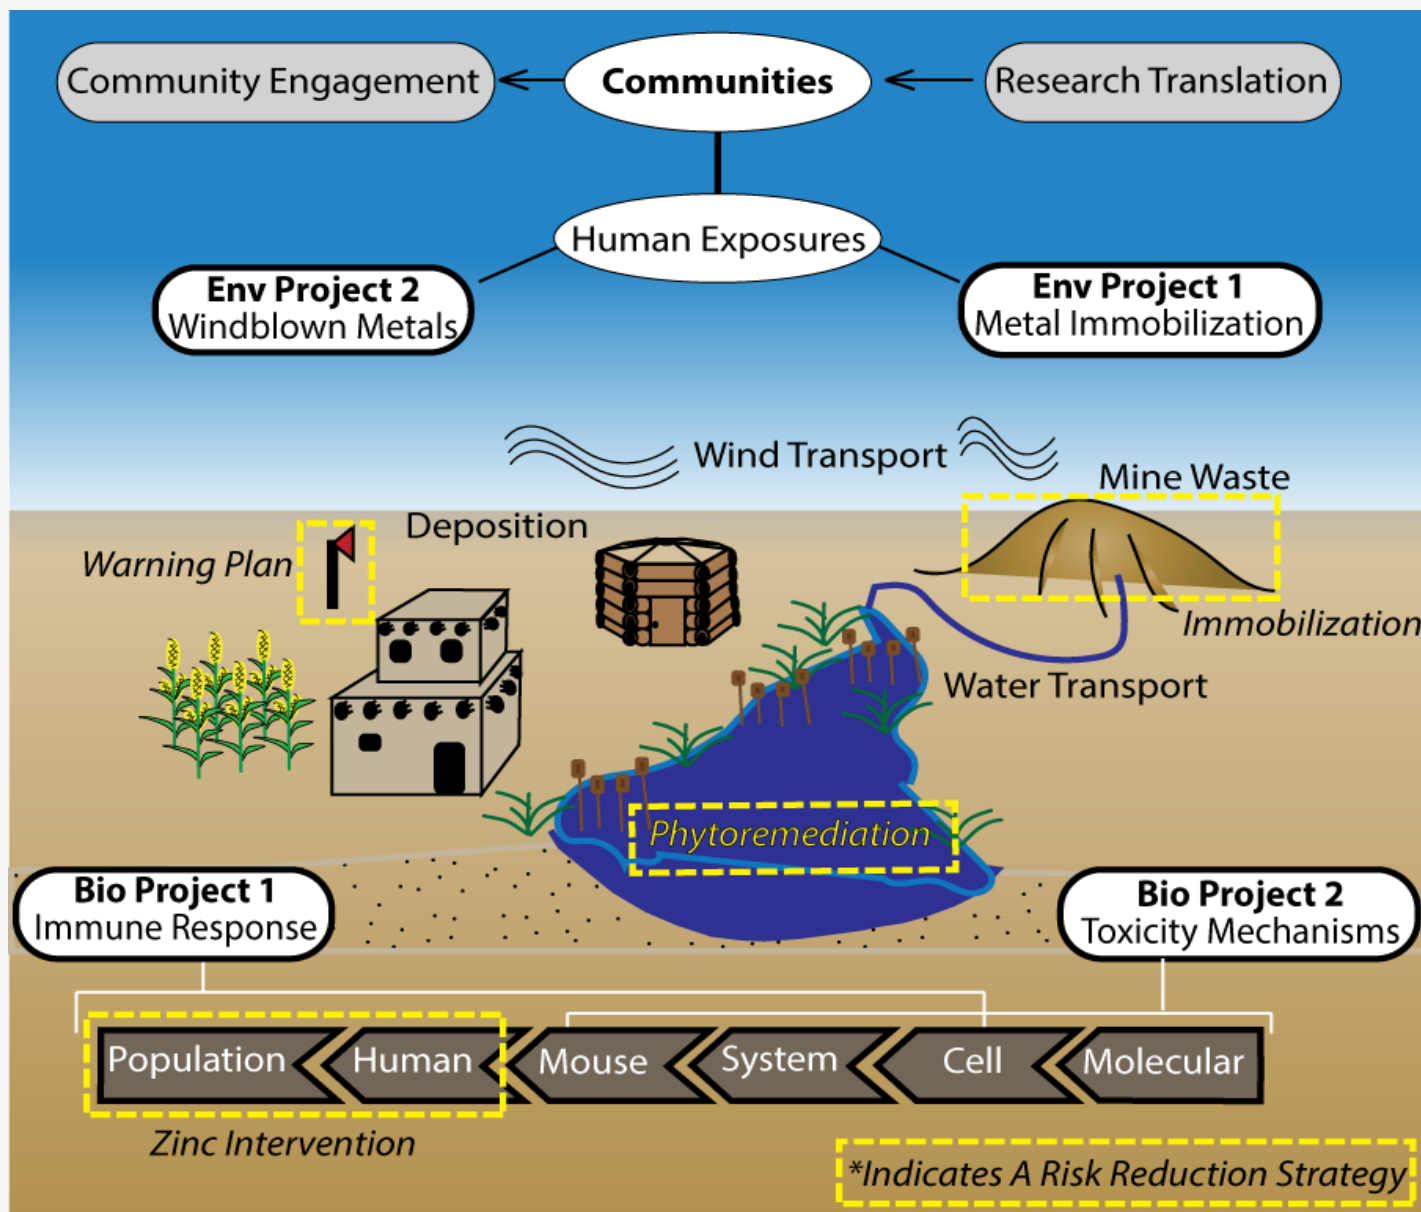 Community Engagement
Communities
Research Translation
Human Exposures
Env Project 2
Windblown Metals
Env Project 1
Metal Immobilization
Wind Transport
Mine Waste
Deposition
Warning Plan
Immobilization
Water Transport
Phytoremediation
Bio Project 1
Immune Response
Bio Project 2
Toxicity Mechanisms
Population
Human
Mouse
System
Cell
Molecular
Zinc Intervention
*Indicates A Risk Reduction Strategy